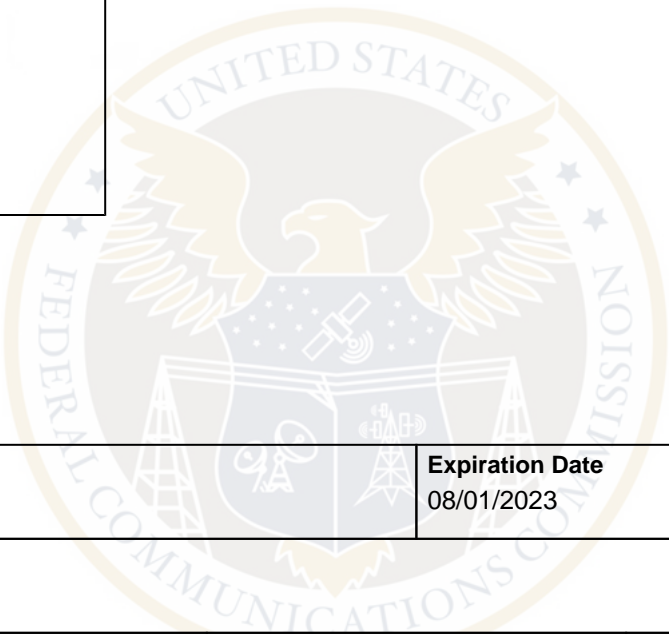 UNITED STATES
FEDERAL COMMUNICATIONS COMMISSION
Expiration Date
08/01/2023